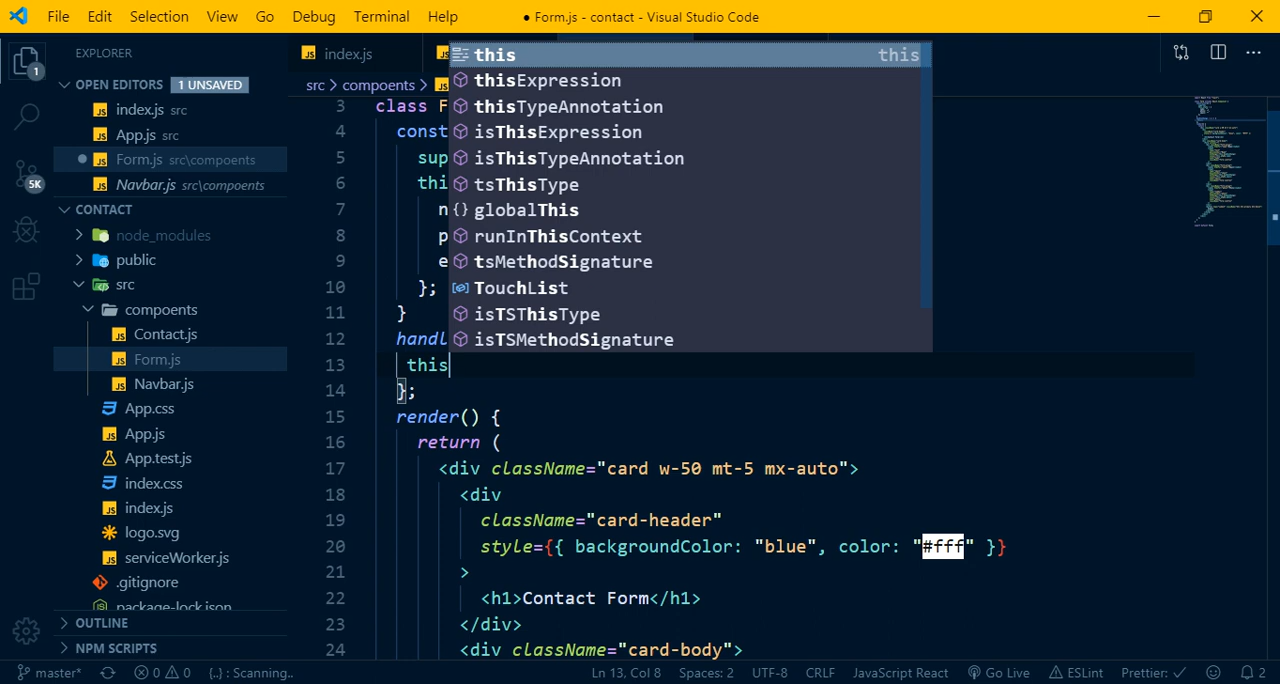 File Edit Selection View Go Debug Terminal Help
● Form.js - contact - Visual Studio Code
EXPLORER
OPEN EDITORS 1 UNSAVED
index.js src
App.js src
Form.js src\compoents
Navbar.js src\compoents
CONTACT
node_modules
public
src
compoents
Contact.js
Form.js
Navbar.js
App.css
App.js
App.test.js
index.css
index.js
logo.svg
serviceWorker.js
.gitignore
package-lock.json
OUTLINE
NPM SCRIPTS
1
5K
index.js
src > compoents >
this this
thisExpression
thisTypeAnnotation
isThisExpression
isThisTypeAnnotation
tsThisType
globalThis
runInThisContext
tsMethodSignature
TouchList
isTSThisType
isTSMethodSignature
3 class F
4 const
5 sup
6 thi
7 n
8 p
9 e
10 };
11 }
12 handl
13 this
14 };
15 render() {
16 return (
17 <div className="card w-50 mt-5 mx-auto">
18 <div
19 className="card-header"
20 style={{ backgroundColor: "blue", color: "#fff" }}
21 >
22 <h1>Contact Form</h1>
23 </div>
24 <div className="card-body">
master* 0 0 {..} : Scanning.. Ln 13, Col 8 Spaces: 2 UTF-8 CRLF JavaScript React Go Live ESLint Prettier: ✓ 2